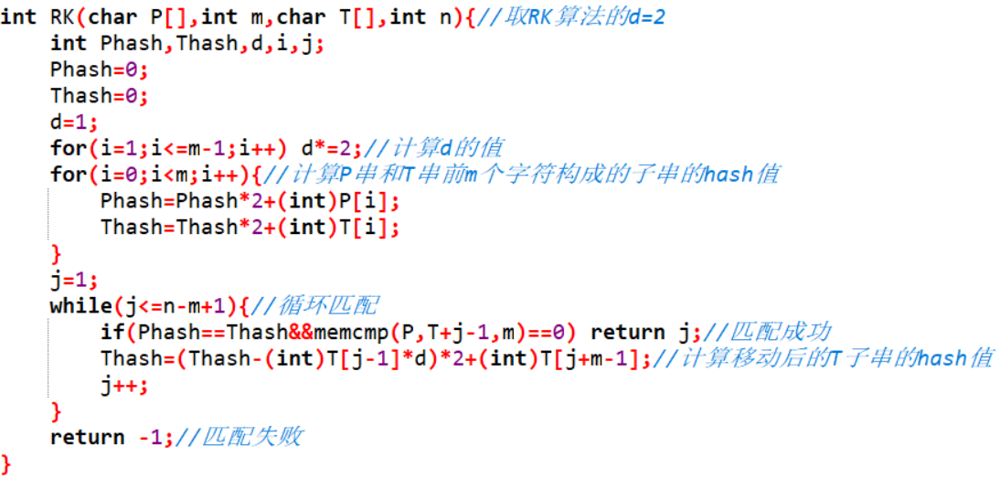 int RK(char P[],int m,char T[],int n){//取RK算法的d=2
    int Phash,Thash,d,i,j;
    Phash=0;
    Thash=0;
    d=1;
    for(i=1;i<=m-1;i++) d*=2;//计算d的值
    for(i=0;i<m;i++){//计算P串和T串前m个字符构成的子串的hash值
        Phash=Phash*2+(int)P[i];
        Thash=Thash*2+(int)T[i];
    }
    j=1;
    while(j<=n-m+1){//循环匹配
        if(Phash==Thash&&memcmp(P,T+j-1,m)==0) return j;//匹配成功
        Thash=(Thash-(int)T[j-1]*d)*2+(int)T[j+m-1];//计算移动后的T子串的hash值
        j++;
    }
    return -1;//匹配失败
}